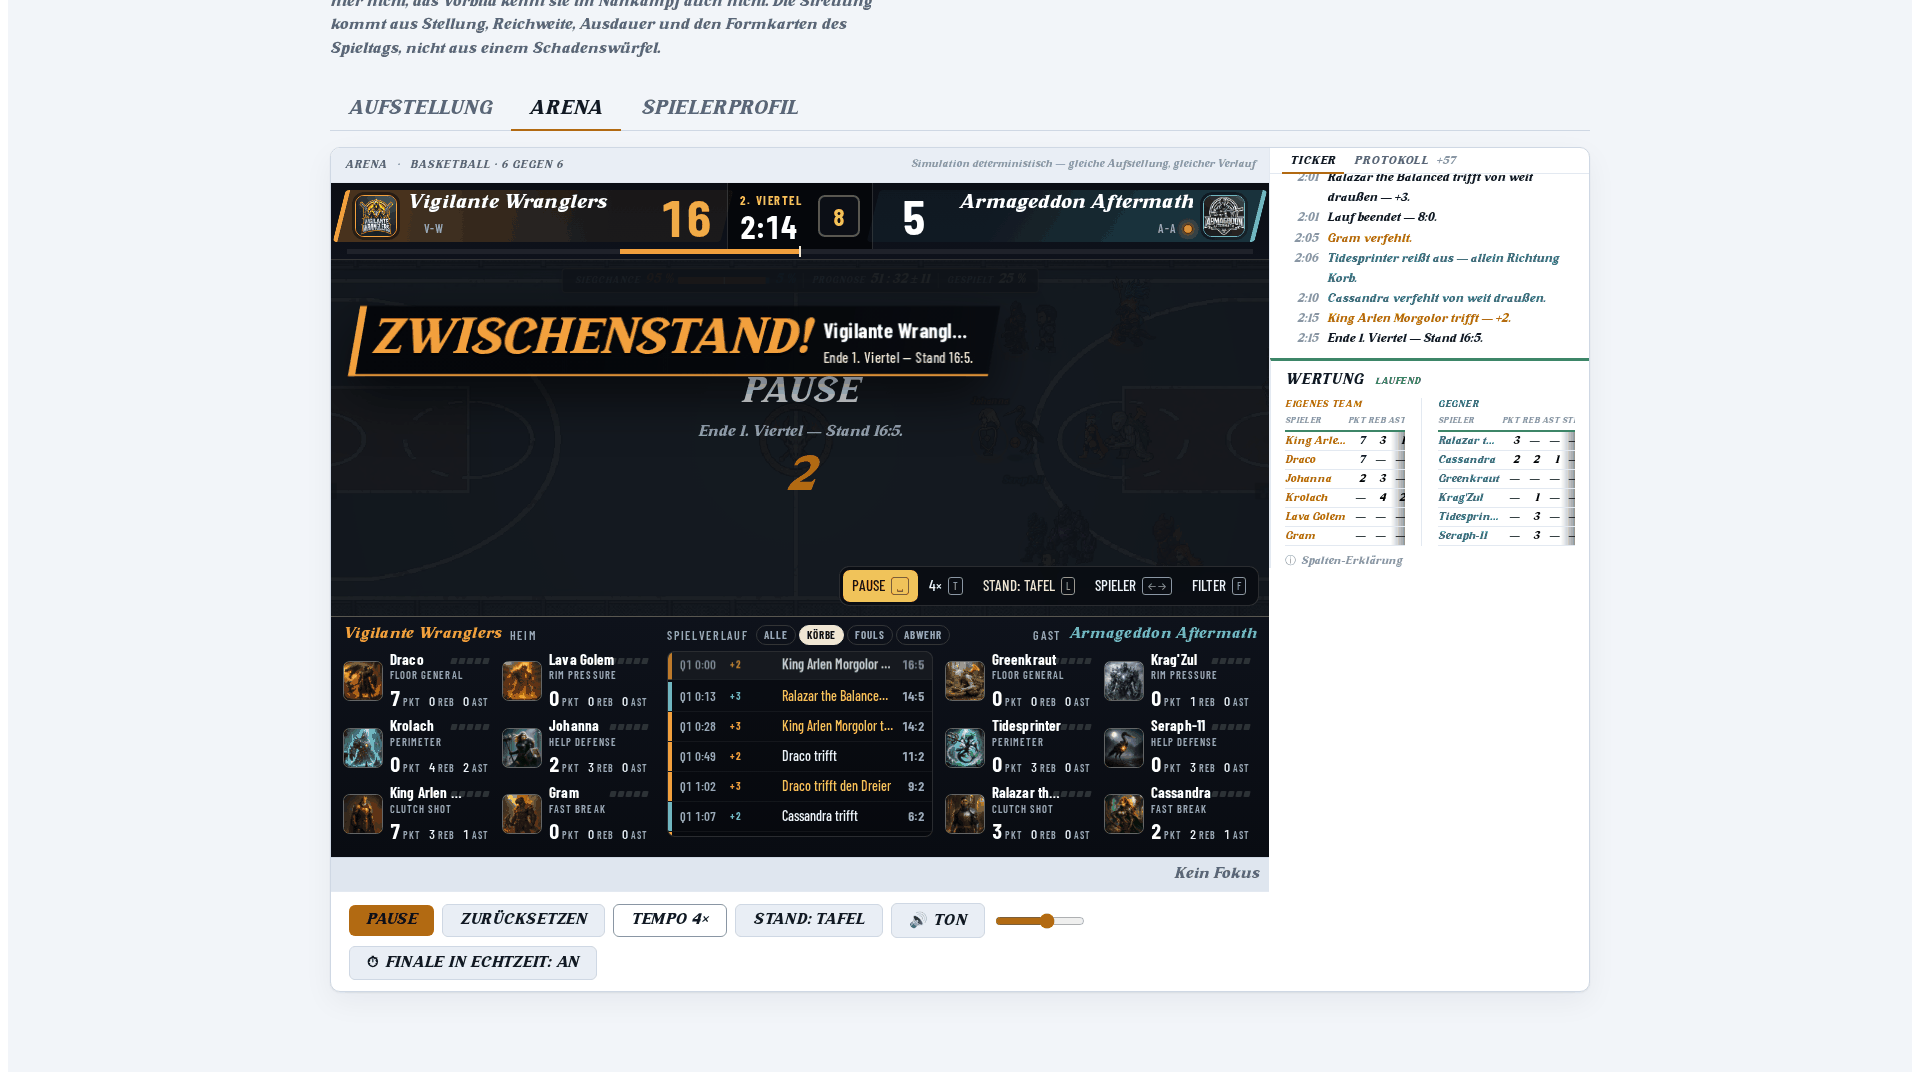 kommt aus Stellung, Reichweite, Ausdauer und den Formkarten des
Spieltags, nicht aus einem Schadenswürfel.
AUFSTELLUNG ARENA SPIELERPROFIL
ARENA · BASKETBALL · 6 GEGEN 6
Simulation deterministisch — gleiche Aufstellung, gleicher Verlauf
Vigilante Wranglers
V-W
16
2. VIERTEL
2:14
8
5
Armageddon Aftermath
A-A
ZWISCHENSTAND!
Vigilante Wrangl...
Ende 1. Viertel — Stand 16:5.
PAUSE
Ende 1. Viertel — Stand 16:5.
2
PAUSE 4× T STAND: TAFEL L SPIELER ←→ FILTER F
Vigilante Wranglers HEIM
Draco
FLOOR GENERAL
7 PKT 0 REB 0 AST
Lava Golem
RIM PRESSURE
0 PKT 0 REB 0 AST
Krolach
PERIMETER
0 PKT 4 REB 2 AST
Johanna
HELP DEFENSE
2 PKT 3 REB 0 AST
King Arlen ...
CLUTCH SHOT
7 PKT 3 REB 1 AST
Gram
FAST BREAK
0 PKT 0 REB 0 AST
SPIELVERLAUF ALLE KÖRBE FOULS ABWEHR
Q1 0:00 +2 King Arlen Morgolor ... 16:5
Q1 0:13 +3 Ralazar the Balance... 14:5
Q1 0:28 +3 King Arlen Morgolor t... 14:2
Q1 0:49 +2 Draco trifft 11:2
Q1 1:02 +3 Draco trifft den Dreier 9:2
Q1 1:07 +2 Cassandra trifft 6:2
GAST Armageddon Aftermath
Greenkraut
FLOOR GENERAL
0 PKT 0 REB 0 AST
Krag'Zul
RIM PRESSURE
0 PKT 1 REB 0 AST
Tidesprinter
PERIMETER
0 PKT 3 REB 0 AST
Seraph-11
HELP DEFENSE
0 PKT 3 REB 0 AST
Ralazar th...
CLUTCH SHOT
3 PKT 0 REB 0 AST
Cassandra
FAST BREAK
2 PKT 2 REB 1 AST
Kein Fokus
PAUSE ZURÜCKSETZEN TEMPO 4× STAND: TAFEL 🔊 TON
⏱ FINALE IN ECHTZEIT: AN
TICKER PROTOKOLL +57
2:01 Ralazar the Balanced trifft von weit
draußen — +3.
2:01 Lauf beendet — 8:0.
2:05 Gram verfehlt.
2:06 Tidesprinter reißt aus — allein Richtung
Korb.
2:10 Cassandra verfehlt von weit draußen.
2:15 King Arlen Morgolor trifft — +2.
2:15 Ende 1. Viertel — Stand 16:5.
WERTUNG LAUFEND
EIGENES TEAM
SPIELER PKT REB AST
King Arle... 7 3 1
Draco 7 — —
Johanna 2 3 —
Krolach — 4 2
Lava Golem — — —
Gram — — —
GEGNER
SPIELER PKT REB AST
Ralazar t... 3 — — —
Cassandra 2 2 1 —
Greenkraut — — — —
Krag'Zul — 1 — —
Tidesprin... — 3 — —
Seraph-11 — 3 — —
ⓘ Spalten-Erklärung